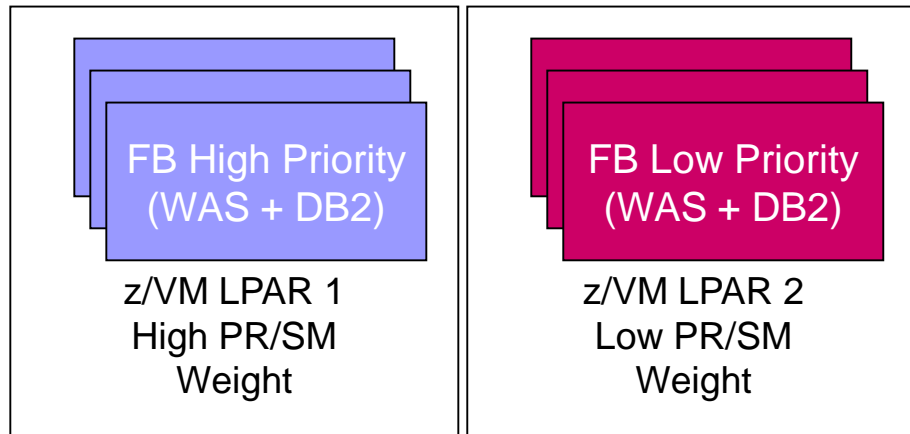 FB High Priority
(WAS + DB2)
z/VM LPAR 1
High PR/SM
Weight
FB Low Priority
(WAS + DB2)
z/VM LPAR 2
Low PR/SM
Weight